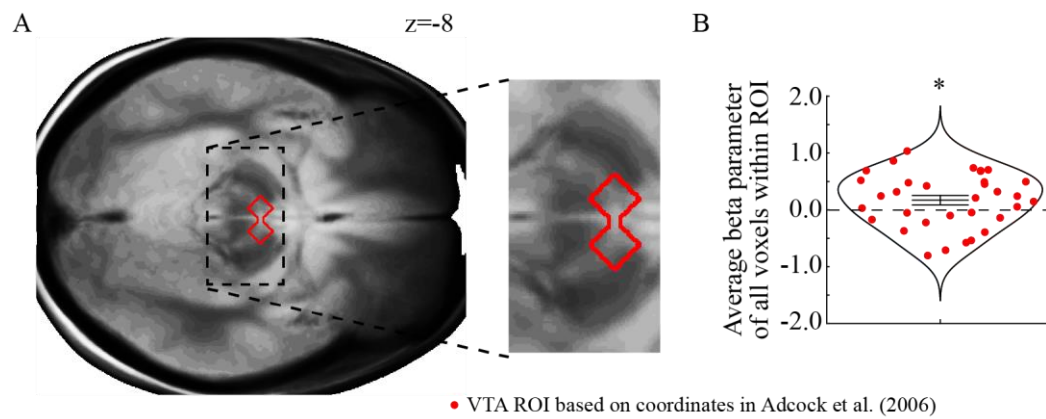 A
z=-8
B
*
Average beta parameter
of all voxels within ROI
2.0
1.0
0.0
-1.0
-2.0
VTA ROI based on coordinates in Adcock et al. (2006)